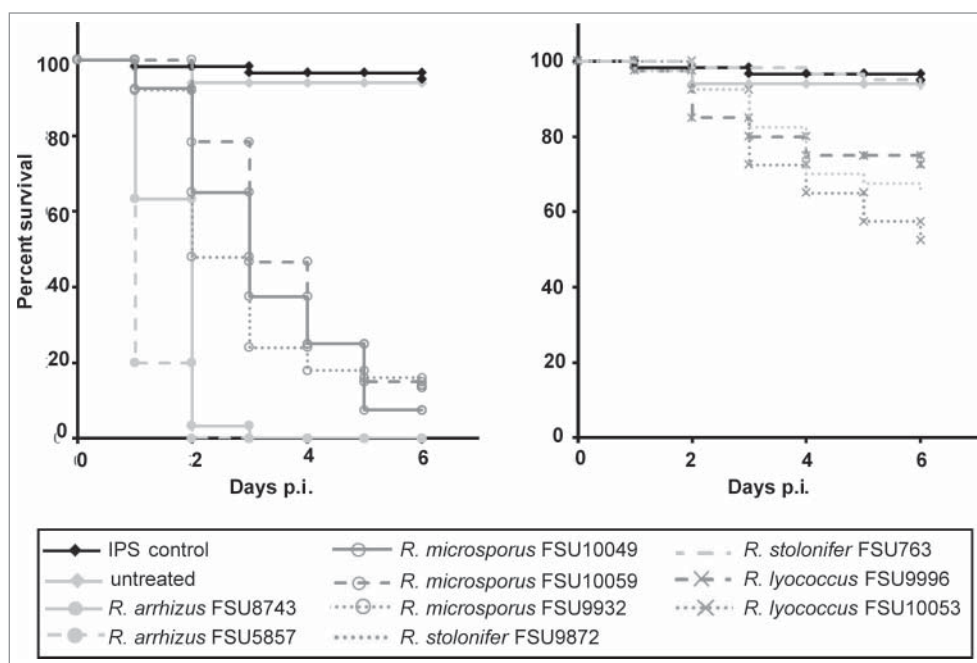 Percent survival
100
80
60
40
20
0
0
2
4
6
Days p.i.
100
80
60
40
20
0
0
2
4
6
Days p.i.
IPS control
untreated
R. arrhizus FSU8743
R. arrhizus FSU5857
R. microsporus FSU10049
R. microsporus FSU10059
R. microsporus FSU9932
R. stolonifer FSU9872
R. stolonifer FSU763
R. lyococcus FSU9996
R. lyococcus FSU10053